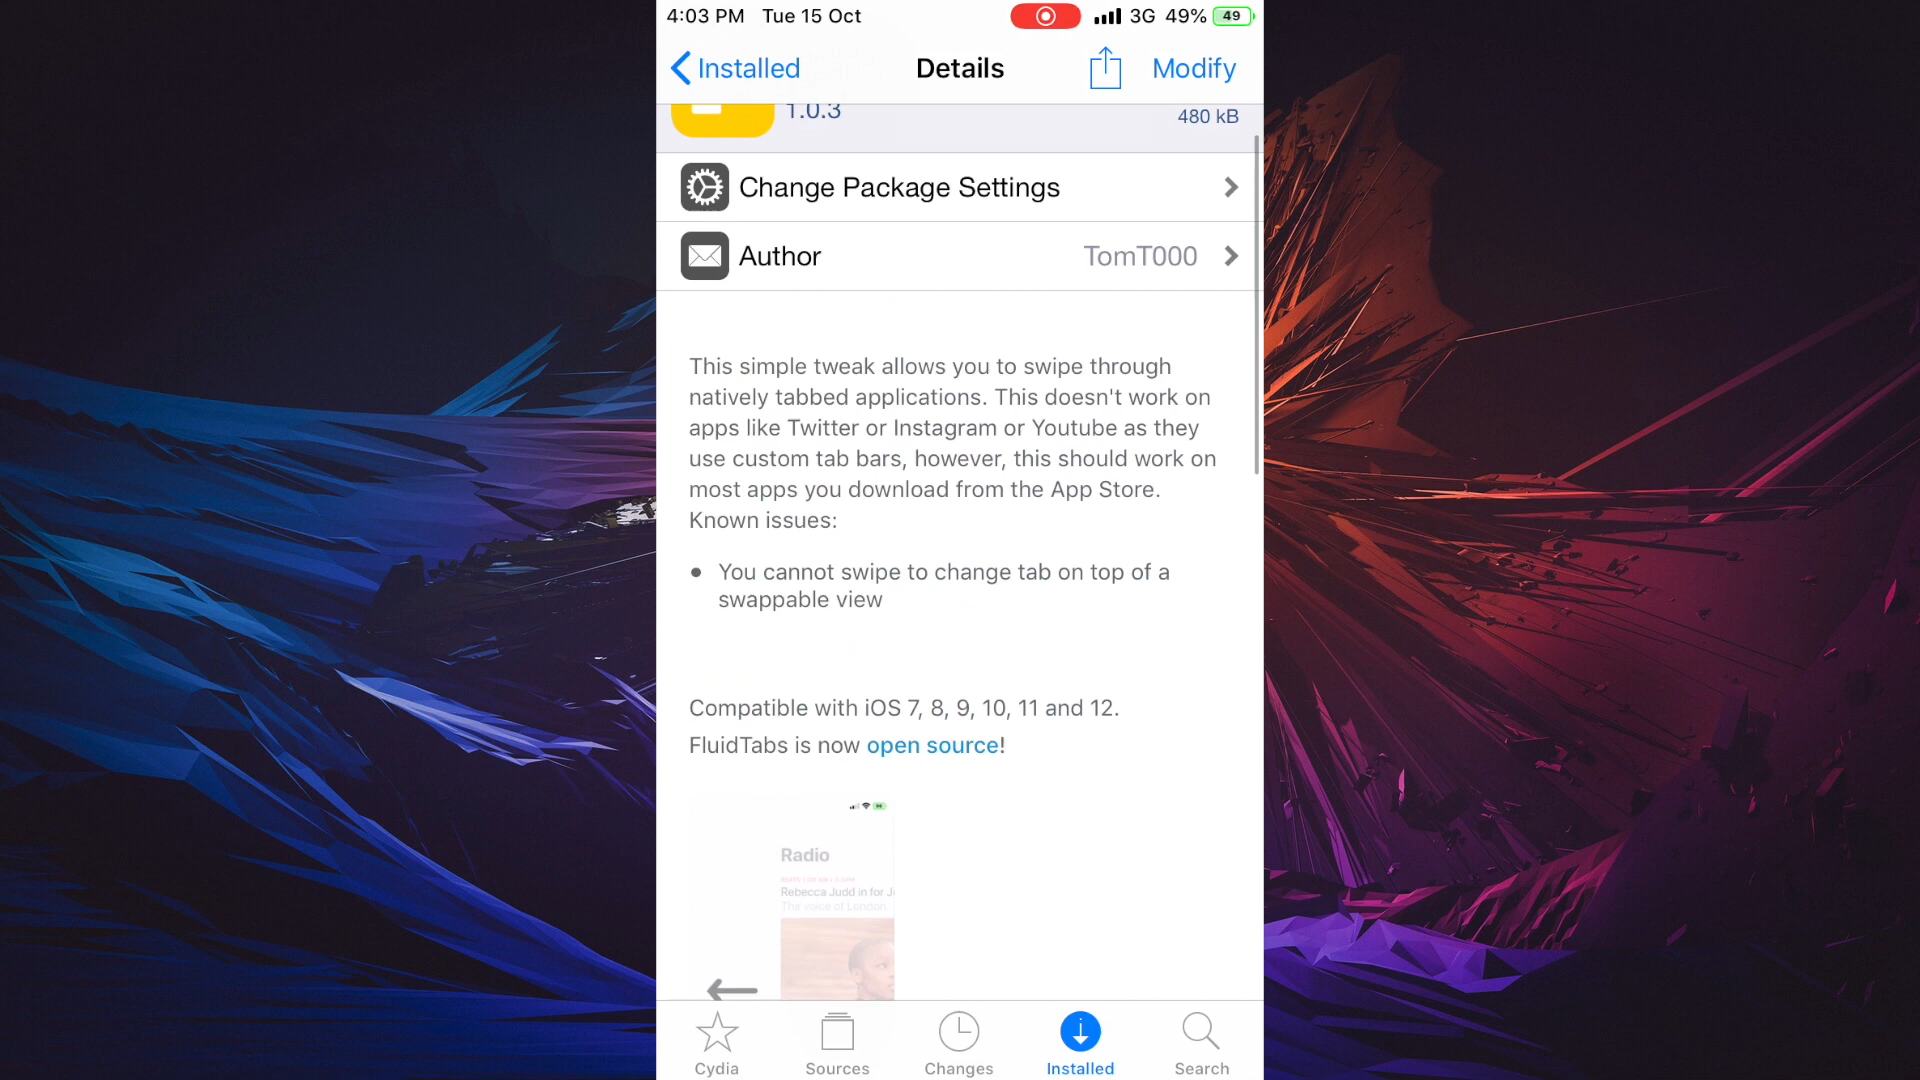 4:03 PM Tue 15 Oct 3G 49% 49
Installed Details Modify
1.0.3 480 kB
Change Package Settings
Author TomT000
This simple tweak allows you to swipe through
natively tabbed applications. This doesn't work on
apps like Twitter or Instagram or Youtube as they
use custom tab bars, however, this should work on
most apps you download from the App Store.
Known issues:
• You cannot swipe to change tab on top of a
swappable view
Compatible with iOS 7, 8, 9, 10, 11 and 12.
FluidTabs is now open source!
Radio
Rebecca Judd in for J
The voice of London.
Cydia Sources Changes Installed Search